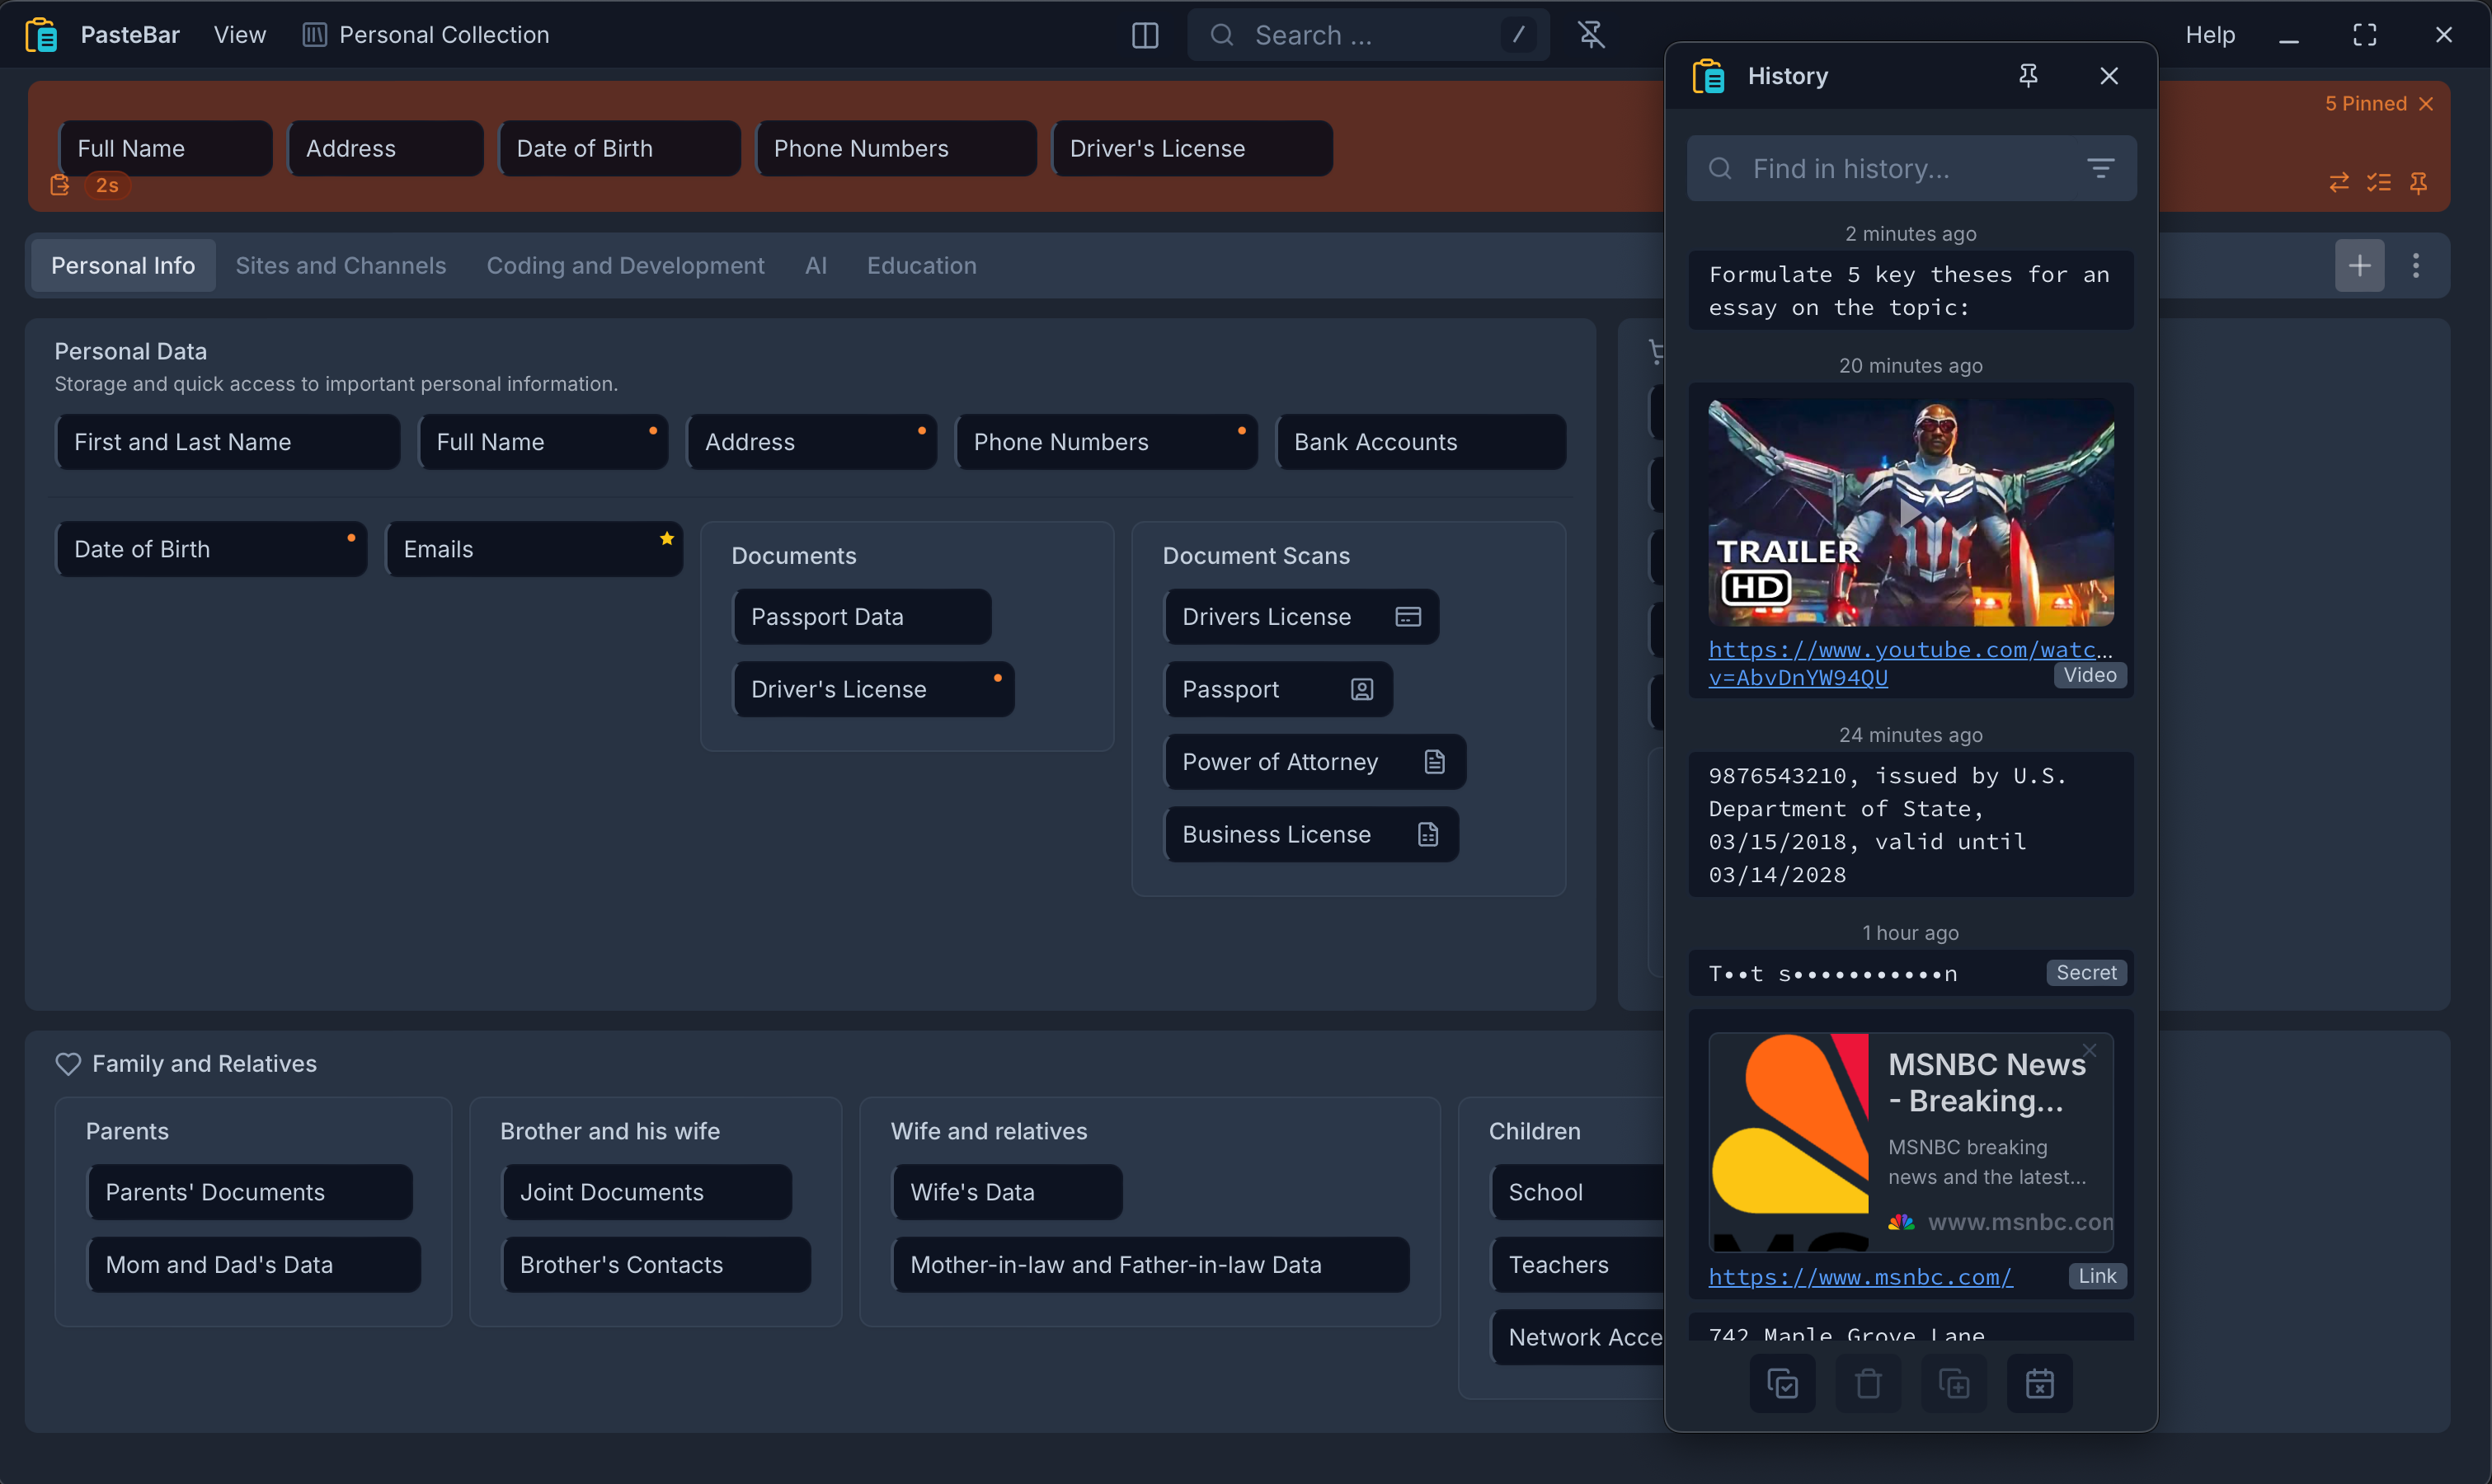 PasteBar
View
Personal Collection
Search ...
/
Help
5 Pinned
Full Name
Address
Date of Birth
Phone Numbers
Driver's License
2s
Personal Info
Sites and Channels
Coding and Development
AI
Education
Personal Data
Storage and quick access to important personal information.
First and Last Name
Full Name
Address
Phone Numbers
Bank Accounts
Date of Birth
Emails
Documents
Passport Data
Driver's License
Document Scans
Drivers License
Passport
Power of Attorney
Business License
Family and Relatives
Parents
Parents' Documents
Mom and Dad's Data
Brother and his wife
Joint Documents
Brother's Contacts
Wife and relatives
Wife's Data
Mother-in-law and Father-in-law Data
Children
School
Teachers
Network Acce
History
Find in history...
2 minutes ago
Formulate 5 key theses for an
essay on the topic:
20 minutes ago
TRAILER
HD
https://www.youtube.com/watc...
v=AbvDnYW94QU
Video
24 minutes ago
9876543210, issued by U.S.
Department of State,
03/15/2018, valid until
03/14/2028
1 hour ago
T••t s•••••••••••n
Secret
MSNBC News
- Breaking...
MSNBC breaking
news and the latest...
www.msnbc.com
https://www.msnbc.com/
Link
742 Maple Grove Lane